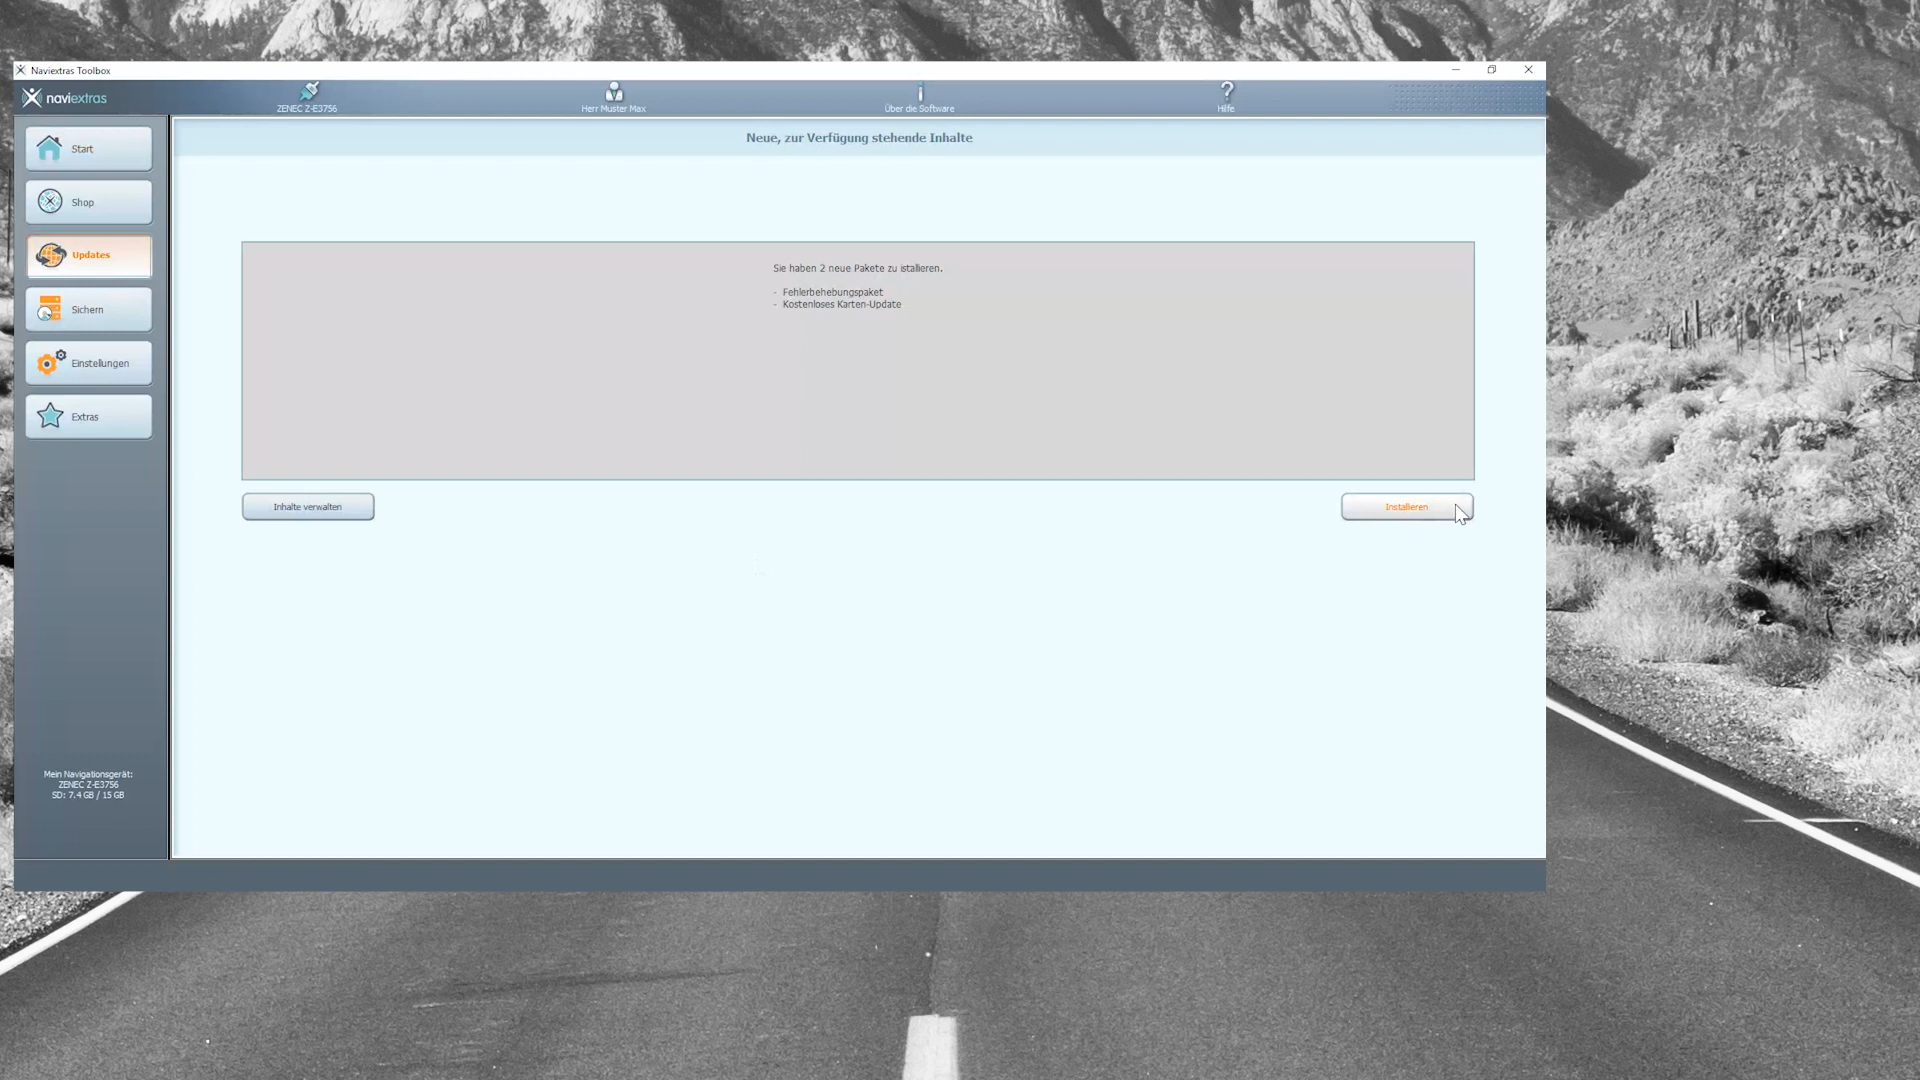 Naviextras Toolbox
naviextras
ZENEC Z-E3756
Herr Muster Max
Über die Software
Hilfe
Neue, zur Verfügung stehende Inhalte
Start
Shop
Updates
Sichern
Einstellungen
Extras
Sie haben 2 neue Pakete zu istallieren.
- Fehlerbehebungspaket
- Kostenloses Karten-Update
Inhalte verwalten
Installieren
Mein Navigationsgerät:
ZENEC Z-E3756
SD: 7.4 GB / 15 GB